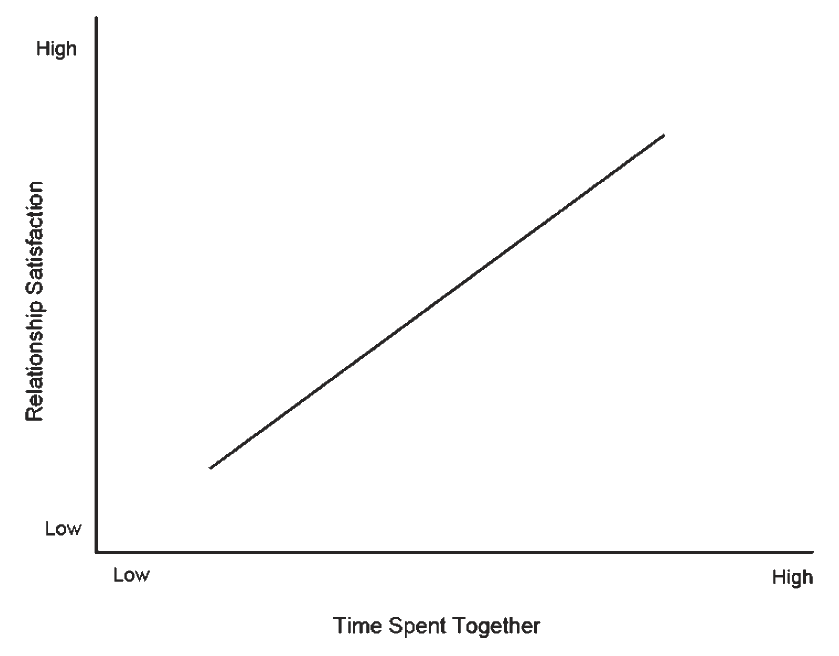 High
Relationship Satisfaction
Low
Low
High
Time Spent Together